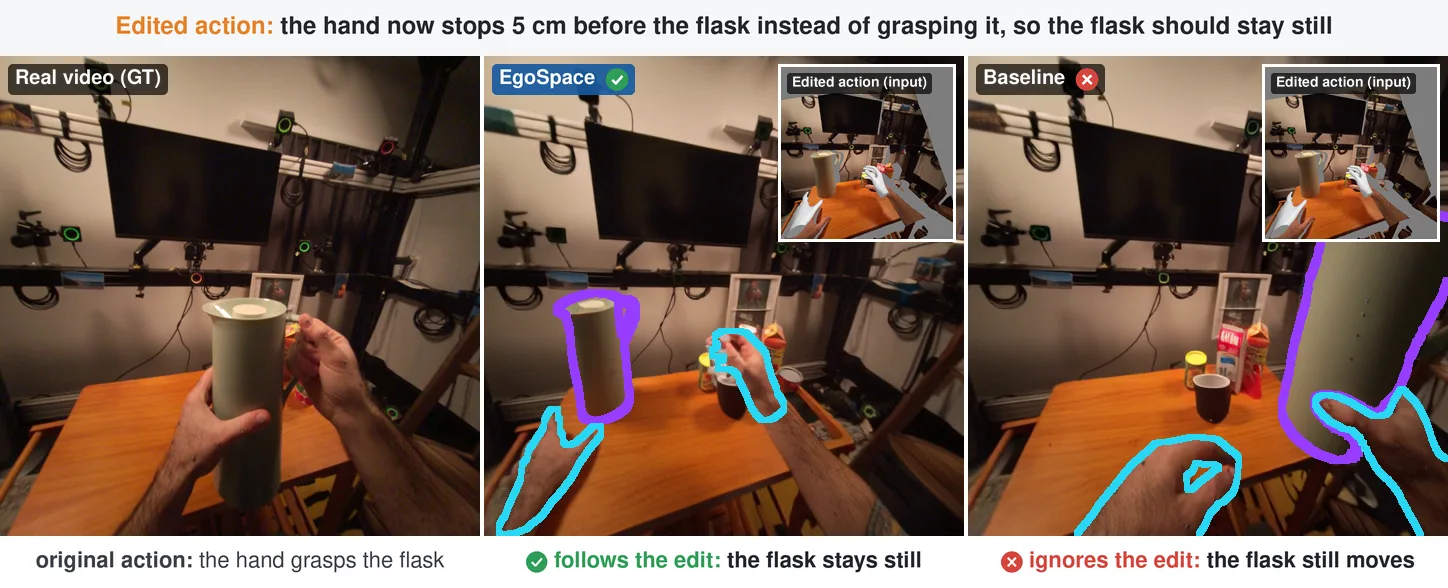 Edited action: the hand now stops 5 cm before the flask instead of grasping it, so the flask should stay still
Real video (GT)
EgoSpace
Edited action (input)
Baseline
Edited action (input)
original action: the hand grasps the flask
follows the edit: the flask stays still
ignores the edit: the flask still moves